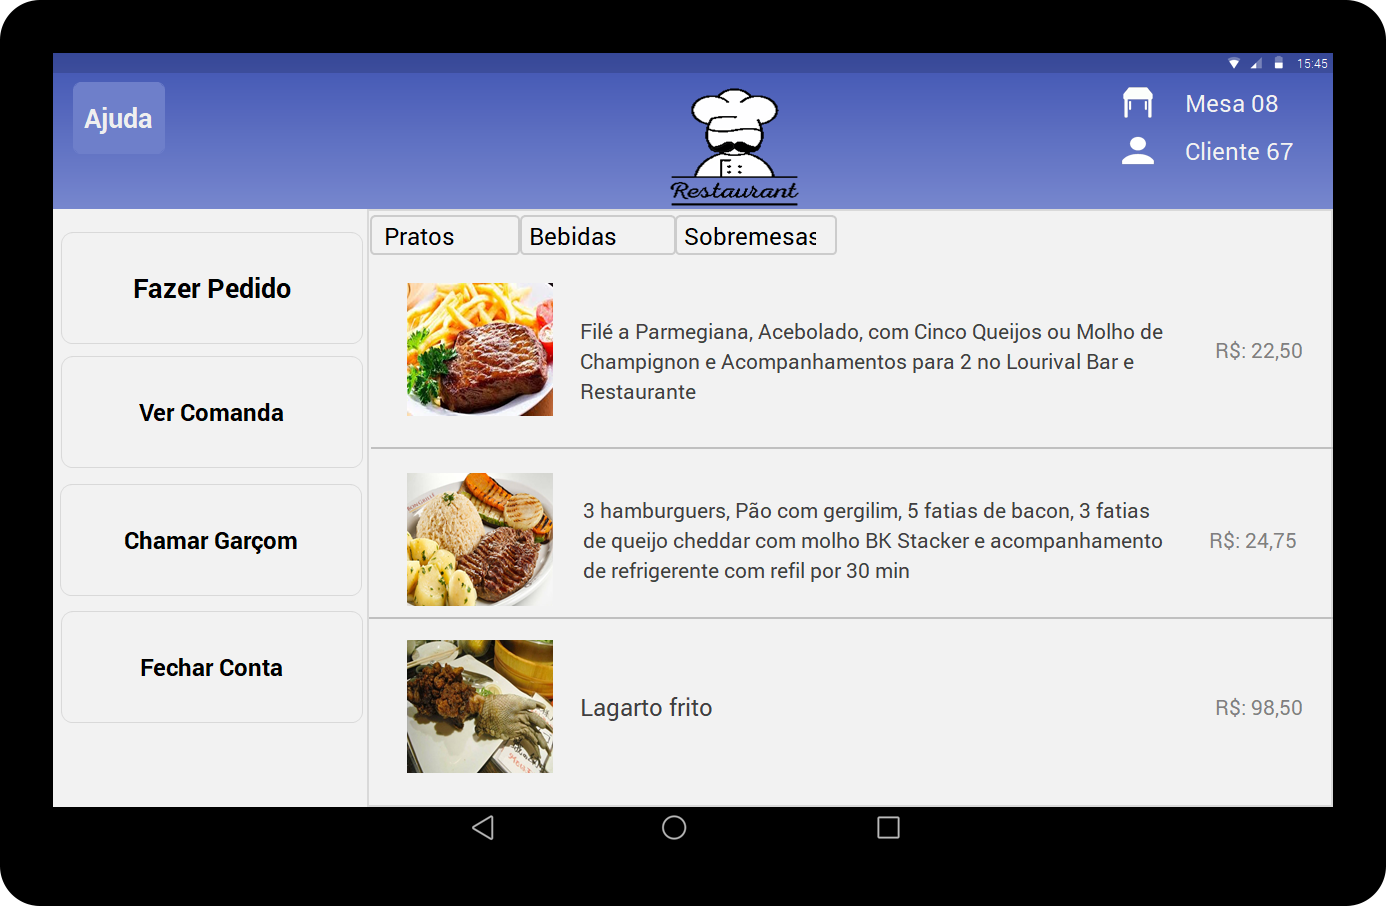 15:45
Ajuda
Restaurant
Mesa 08
Cliente 67
Fazer Pedido
Ver Comanda
Chamar Garçom
Fechar Conta
Pratos
Bebidas
Sobremesas
Filé a Parmegiana, Acebolado, com Cinco Queijos ou Molho de
Champignon e Acompanhamentos para 2 no Lourival Bar e
Restaurante
R$: 22,50
3 hamburguers, Pão com gergilim, 5 fatias de bacon, 3 fatias
de queijo cheddar com molho BK Stacker e acompanhamento
de refrigerente com refil por 30 min
R$: 24,75
Lagarto frito
R$: 98,50